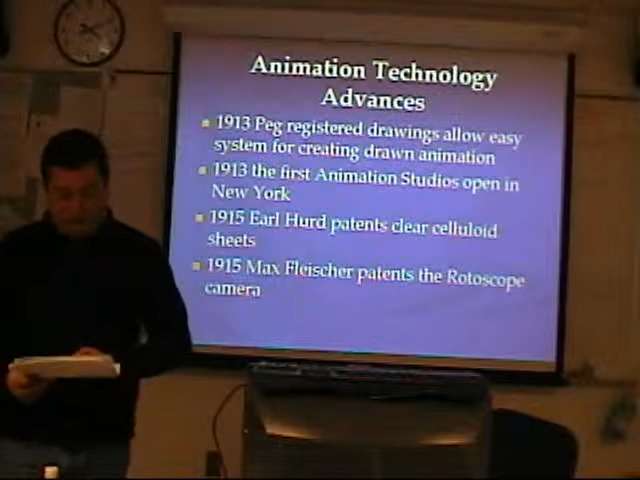 Animation Technology
Advances
1913 Peg registered drawings allow easy
system for creating drawn animation
1913 the first Animation Studios open in
New York
1915 Earl Hurd patents clear celluloid
sheets
1915 Max Fleischer patents the Rotoscope
camera